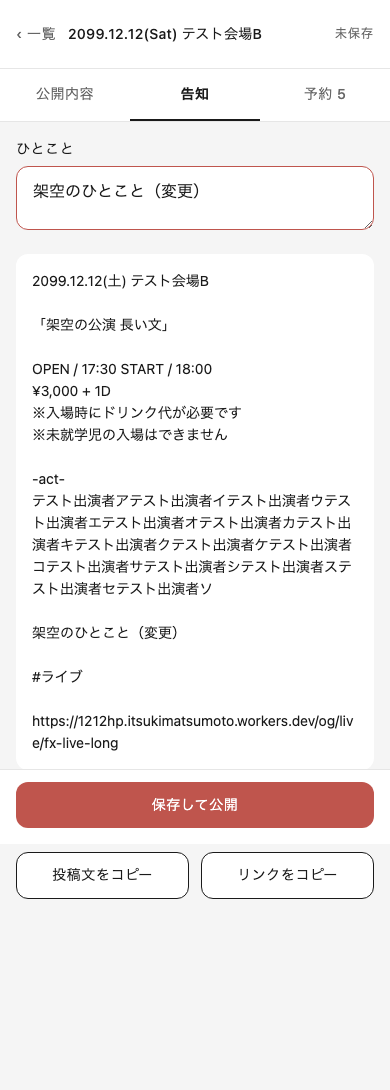 ‹ 一覧 2099.12.12(Sat) テスト会場B 未保存
公開内容 告知 予約 5
ひとこと
架空のひとこと（変更）
2099.12.12(土) テスト会場B
「架空の公演 長い文」
OPEN / 17:30 START / 18:00
¥3,000 + 1D
※入場時にドリンク代が必要です
※未就学児の入場はできません
-act-
テスト出演者アテスト出演者イテスト出演者ウテス
ト出演者エテスト出演者オテスト出演者カテスト出
演者キテスト出演者クテスト出演者ケテスト出演者
コテスト出演者サテスト出演者シテスト出演者ステ
スト出演者セテスト出演者ソ
架空のひとこと（変更）
#ライブ
https://1212hp.itsukimatsumoto.workers.dev/og/liv
e/fx-live-long
保存して公開
投稿文をコピー リンクをコピー